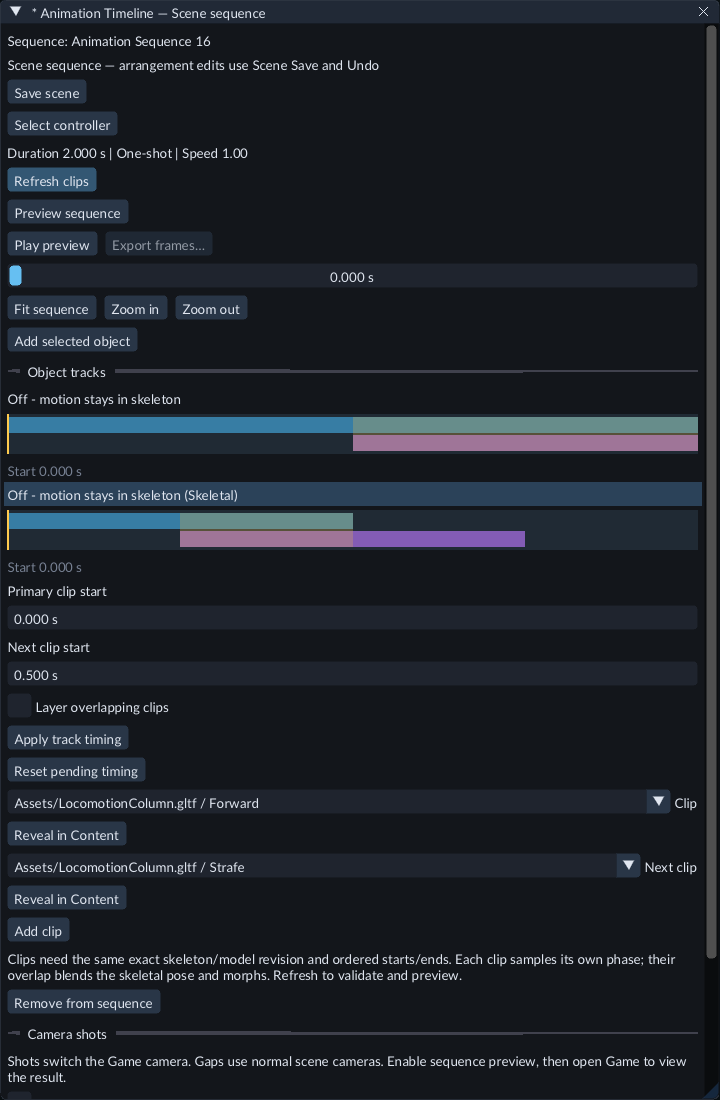 * Animation Timeline — Scene sequence
Sequence: Animation Sequence 16
Scene sequence — arrangement edits use Scene Save and Undo
Save scene
Select controller
Duration 2.000 s | One-shot | Speed 1.00
Refresh clips
Preview sequence
Play preview Export frames...
0.000 s
Fit sequence Zoom in Zoom out
Add selected object
Object tracks
Off - motion stays in skeleton
Start 0.000 s
Off - motion stays in skeleton (Skeletal)
Start 0.000 s
Primary clip start
0.000 s
Next clip start
0.500 s
Layer overlapping clips
Apply track timing
Reset pending timing
Assets/LocomotionColumn.gltf / Forward Clip
Reveal in Content
Assets/LocomotionColumn.gltf / Strafe Next clip
Reveal in Content
Add clip
Clips need the same exact skeleton/model revision and ordered starts/ends. Each clip samples its own phase; their
overlap blends the skeletal pose and morphs. Refresh to validate and preview.
Remove from sequence
Camera shots
Shots switch the Game camera. Gaps use normal scene cameras. Enable sequence preview, then open Game to view
the result.